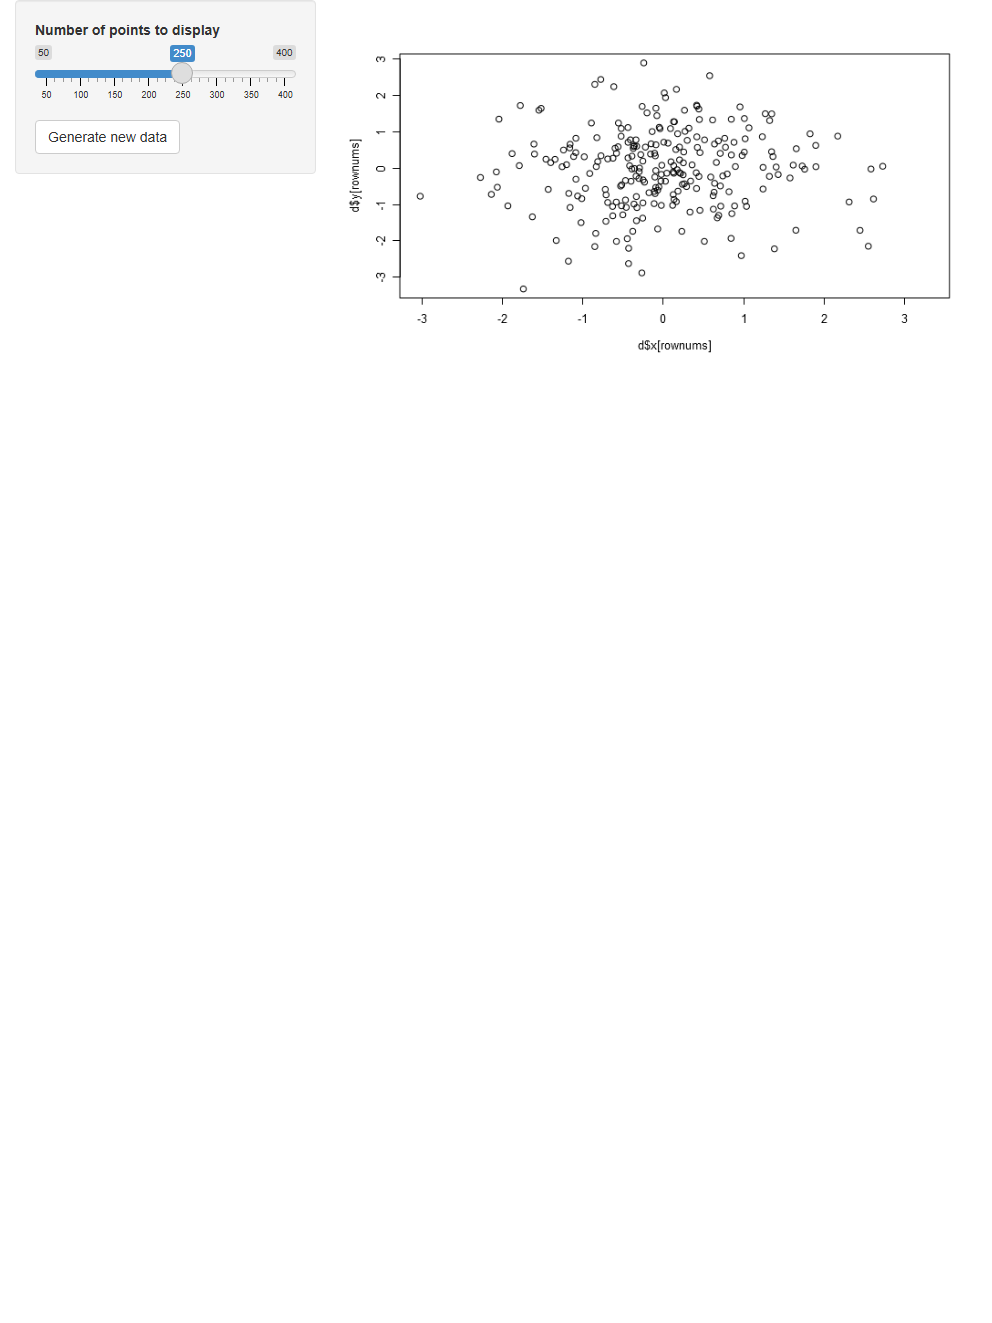 Number of points to display
50 250 400
50 100 150 200 250 300 350 400
Generate new data
3
2
1
0
-1
-2
-3
d$y[rownums]
-3 -2 -1 0 1 2 3
d$x[rownums]